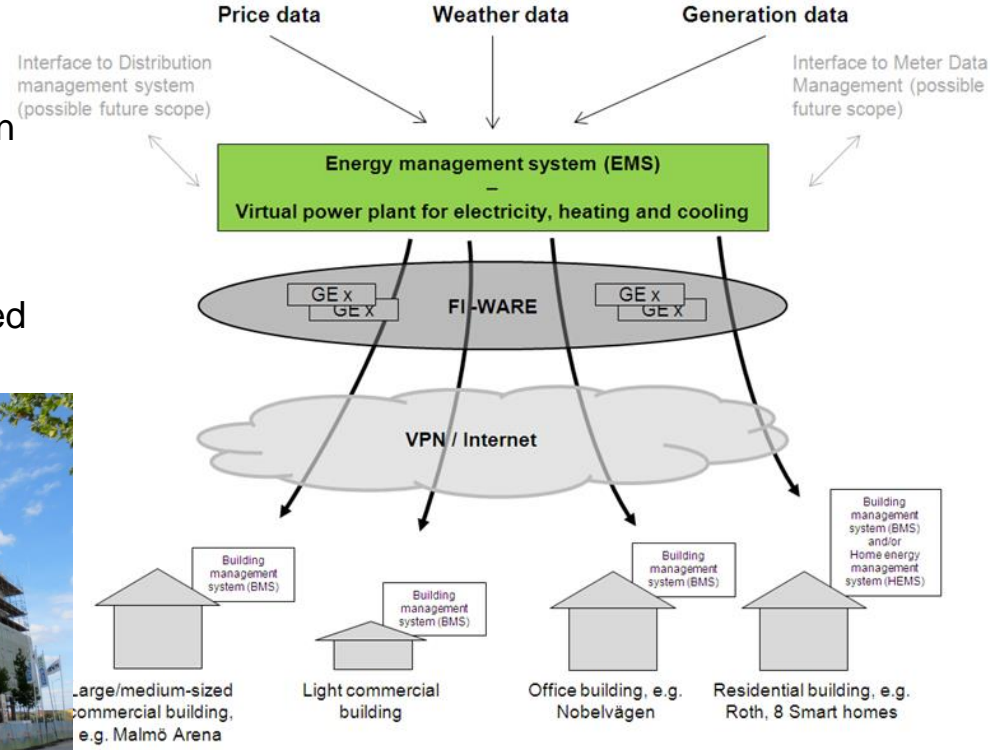 Price data
Weather data
Generation data
Interface to Distribution
management system
(possible future scope)
Interface to Meter Data
Management (possible
future scope)
Energy management system (EMS)
–
Virtual power plant for electricity, heating and cooling
GE x
GE x
FI-WARE
GE x
GE x
VPN / Internet
Building
management
system (BMS)
Building
management
system (BMS)
Building
management
system (BMS)
Building
management
system (BMS)
and/or
Home energy
management
system (HEMS)
Large/medium-sized
commercial building,
e.g. Malmö Arena
Light commercial
building
Office building, e.g.
Nobelvägen
Residential building, e.g.
Roth, 8 Smart homes